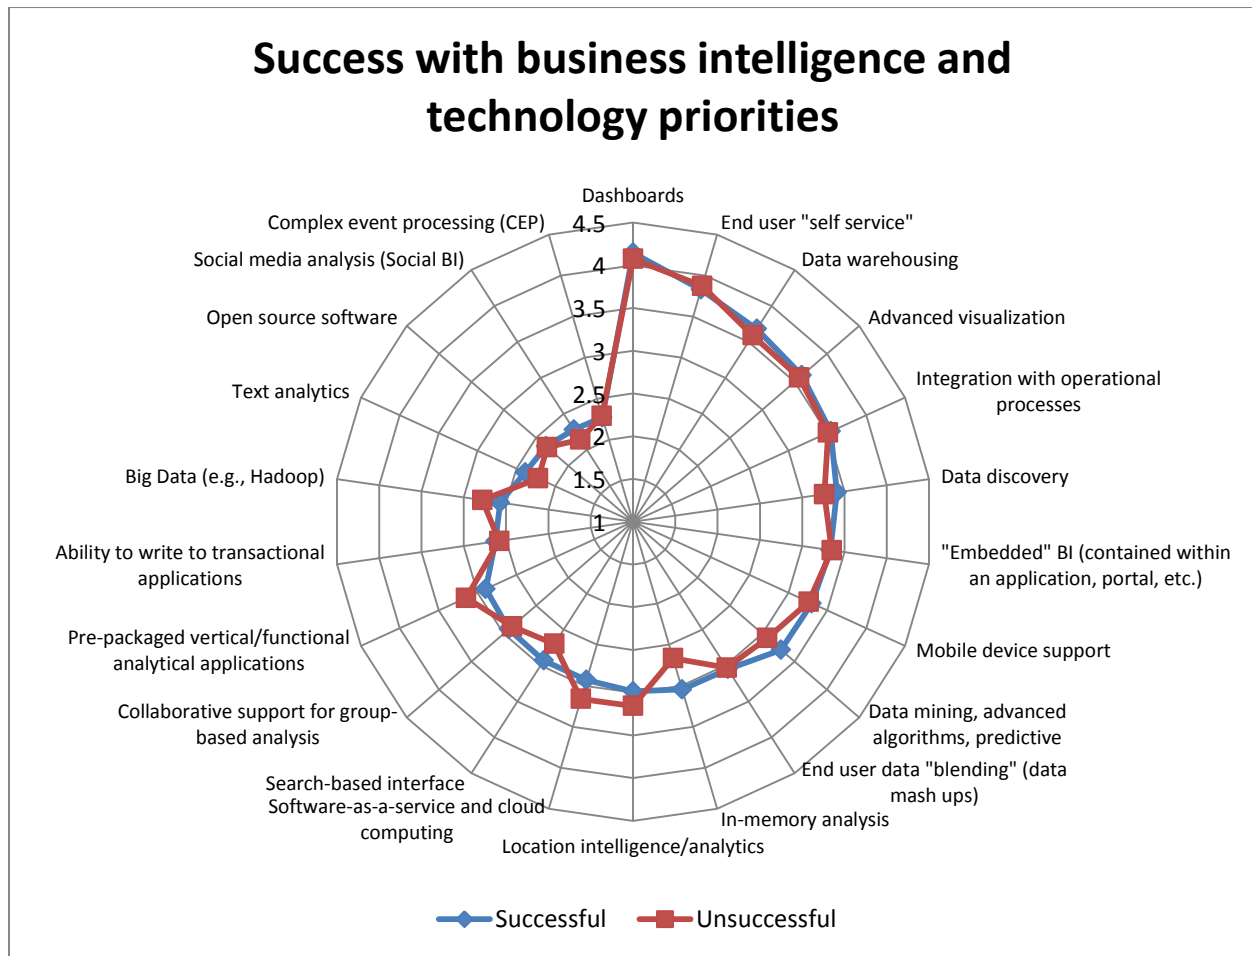 Success with business intelligence and
technology priorities
Dashboards
End user "self service"
Data warehousing
Advanced visualization
Integration with operational
processes
Data discovery
"Embedded" BI (contained within
an application, portal, etc.)
Mobile device support
Data mining, advanced
algorithms, predictive
End user data "blending" (data
mash ups)
In-memory analysis
Location intelligence/analytics
Software-as-a-service and cloud
computing
Search-based interface
Collaborative support for group-
based analysis
Pre-packaged vertical/functional
analytical applications
Ability to write to transactional
applications
Big Data (e.g., Hadoop)
Text analytics
Open source software
Social media analysis (Social BI)
Complex event processing (CEP)
4.5
4
3.5
3
2.5
2
1.5
1
Successful
Unsuccessful